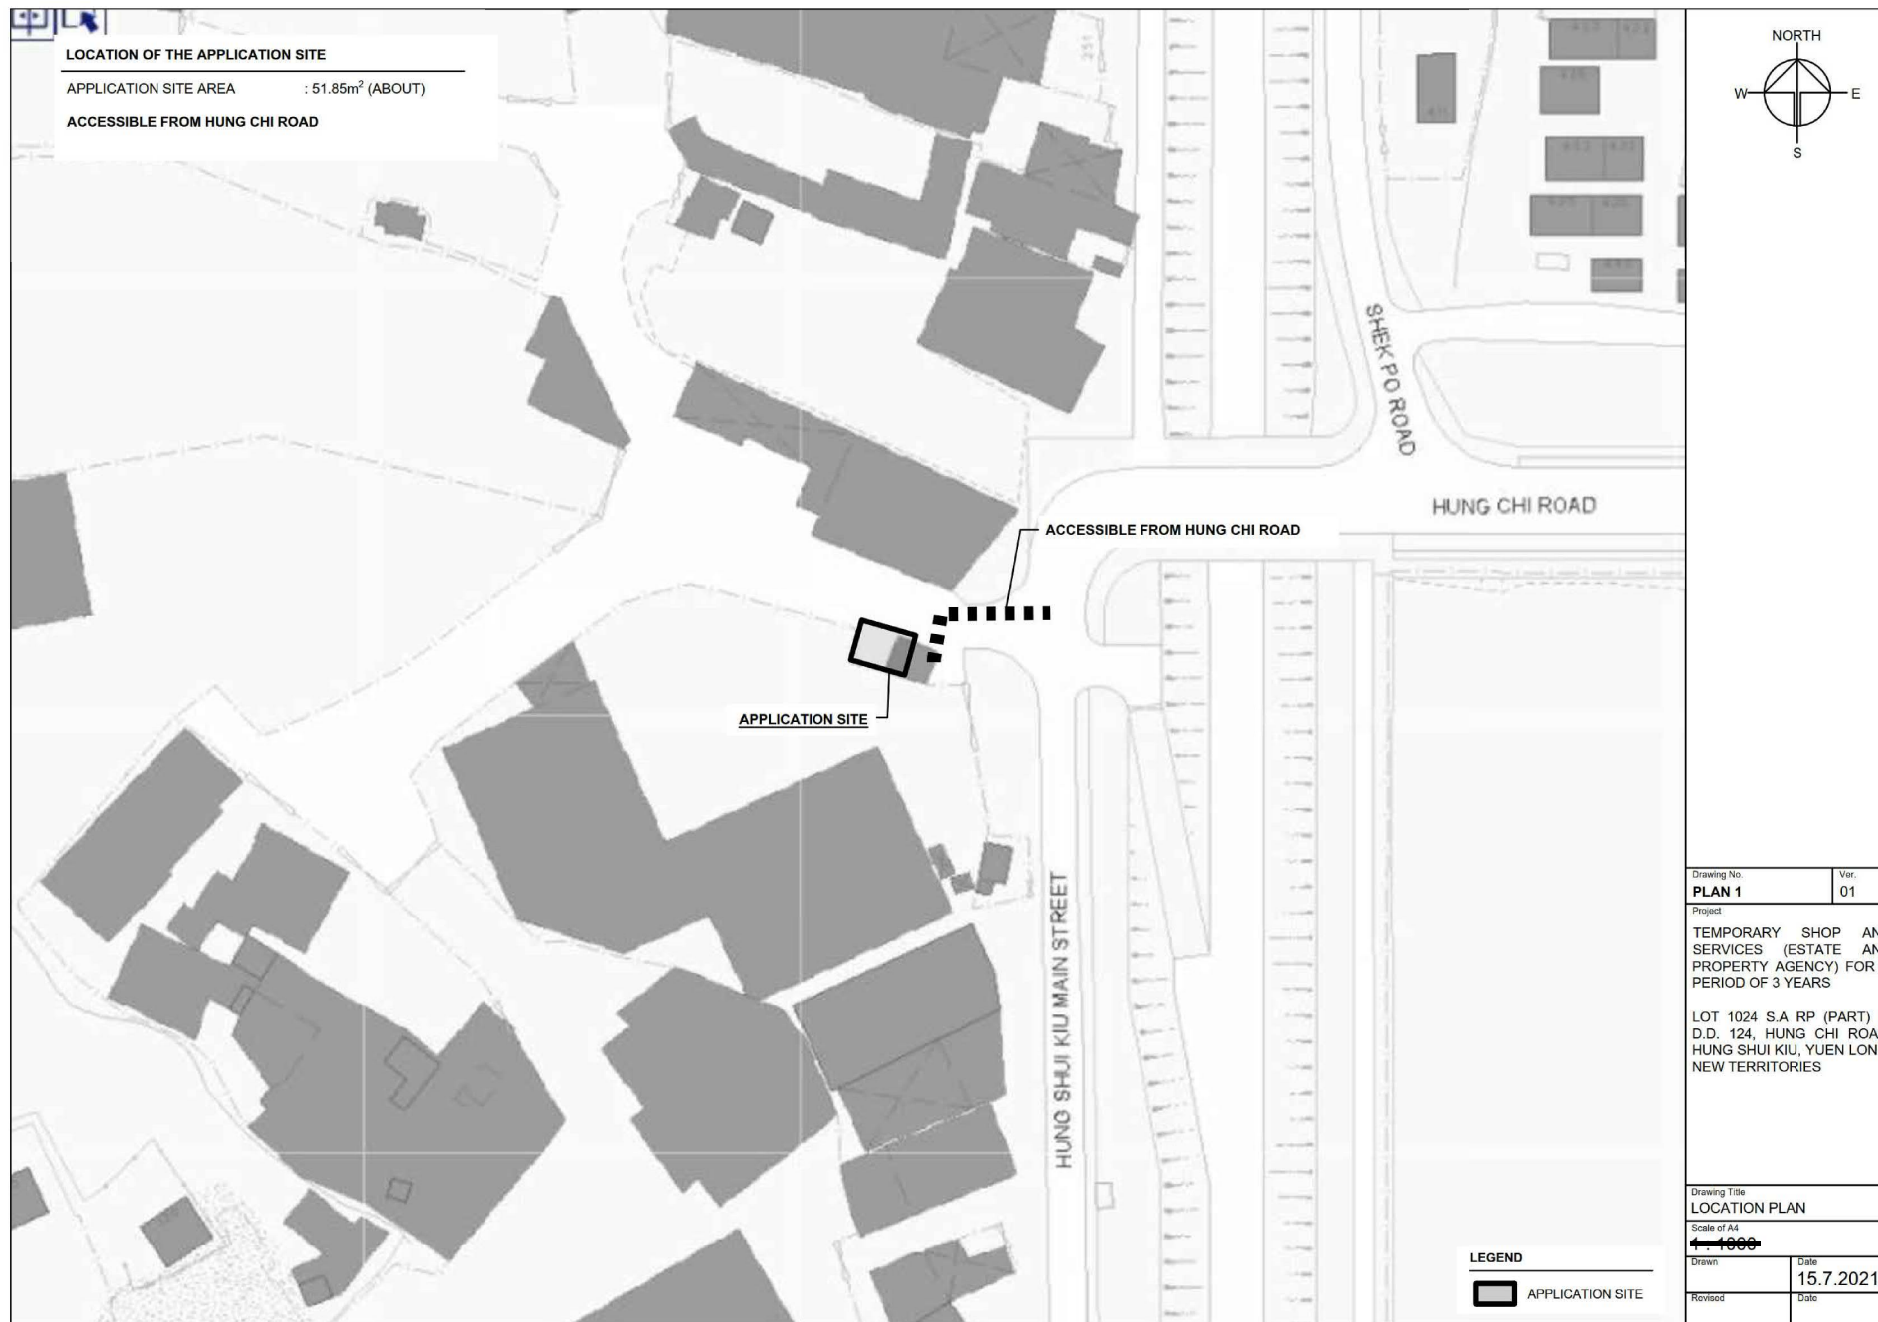 LOCATION OF THE APPLICATION SITE
APPLICATION SITE AREA : 51.85m² (ABOUT)
ACCESSIBLE FROM HUNG CHI ROAD
NORTH
W
E
S
251
SHEK PO ROAD
HUNG CHI ROAD
ACCESSIBLE FROM HUNG CHI ROAD
APPLICATION SITE
HUNG SHUI KIU MAIN STREET
Drawing No.
PLAN 1
Ver.
01
Project
TEMPORARY SHOP AN
SERVICES (ESTATE AN
PROPERTY AGENCY) FOR
PERIOD OF 3 YEARS
LOT 1024 S.A RP (PART)
D.D. 124, HUNG CHI ROA
HUNG SHUI KIU, YUEN LON
NEW TERRITORIES
Drawing Title
LOCATION PLAN
Scale of A4
1 : 1000
Drawn
Date
15.7.2021
Revised
Date
LEGEND
APPLICATION SITE